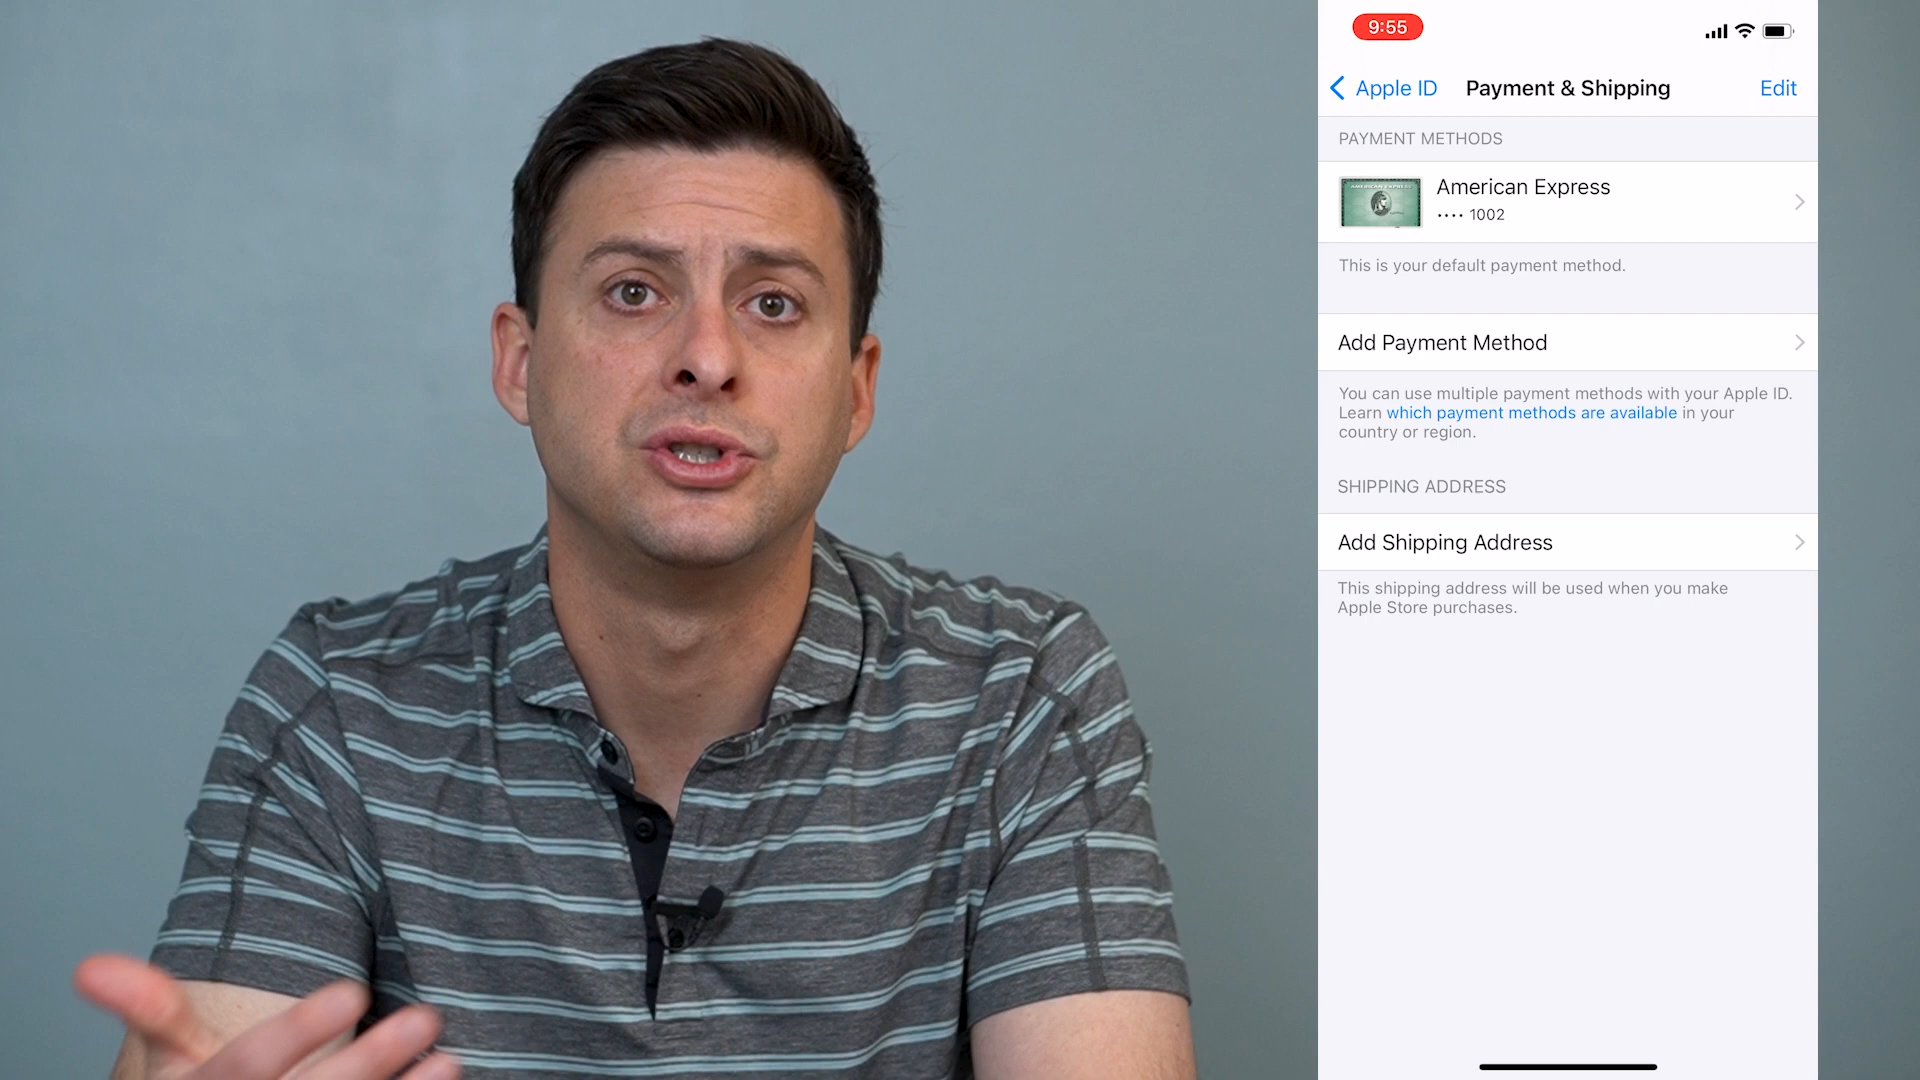 9:55
Apple ID
Payment & Shipping
Edit
PAYMENT METHODS
AMERICAN EXPRESS
American Express
•••• 1002
This is your default payment method.
Add Payment Method
You can use multiple payment methods with your Apple ID.
Learn which payment methods are available in your
country or region.
SHIPPING ADDRESS
Add Shipping Address
This shipping address will be used when you make
Apple Store purchases.